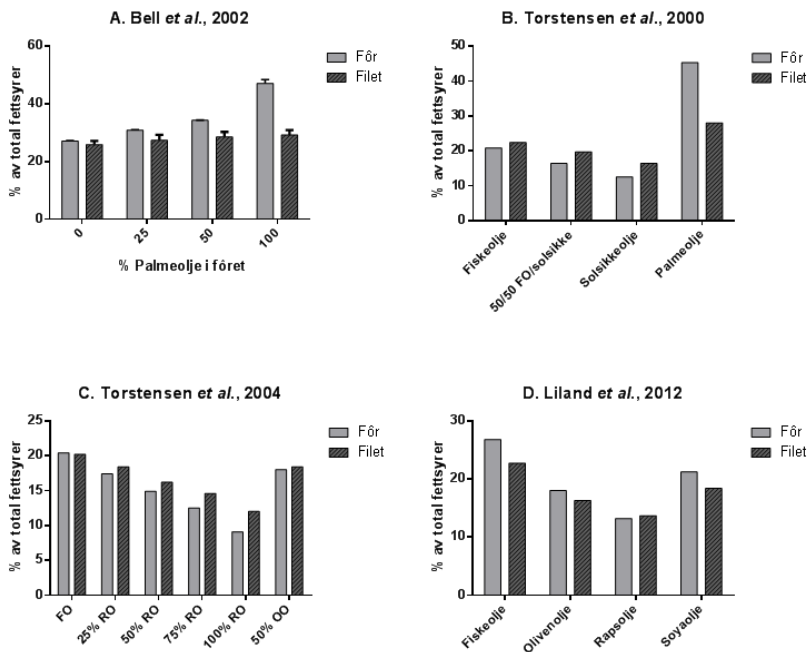 A. Bell et al., 2002
% av total fettsyrer
60
40
20
0
0
25
50
100
% Palmeolje i fôret
Fôr
Filet
B. Torstensen et al., 2000
% av total fettsyrer
50
40
30
20
10
0
Fiskeolje
50/50 FO/solsikke
Solsikkeolje
Palmeolje
Fôr
Filet
C. Torstensen et al., 2004
% av total fettsyrer
25
20
15
10
5
0
FO
25% RO
50% RO
75% RO
100% RO
50% OO
Fôr
Filet
D. Liland et al., 2012
% av total fettsyrer
30
20
10
0
Fiskeolje
Olivenolje
Rapsolje
Soyaolje
Fôr
Filet